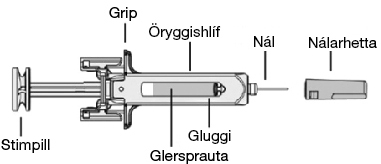 Grip
Öryggishlíf
Nál
Nálarhetta
Stimpill
Gluggi
Glersprauta